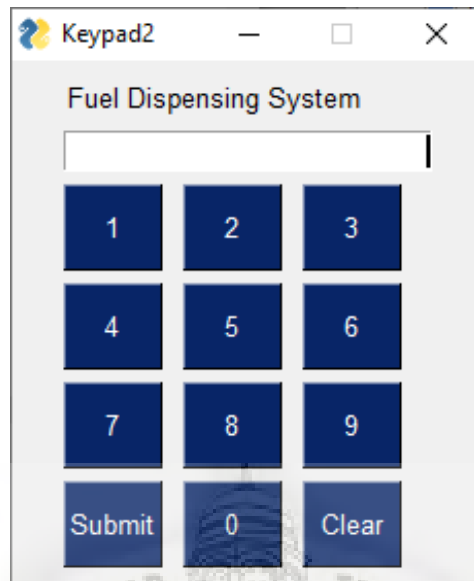 Keypad2
Fuel Dispensing System
1 2 3
4 5 6
7 8 9
Submit 0 Clear